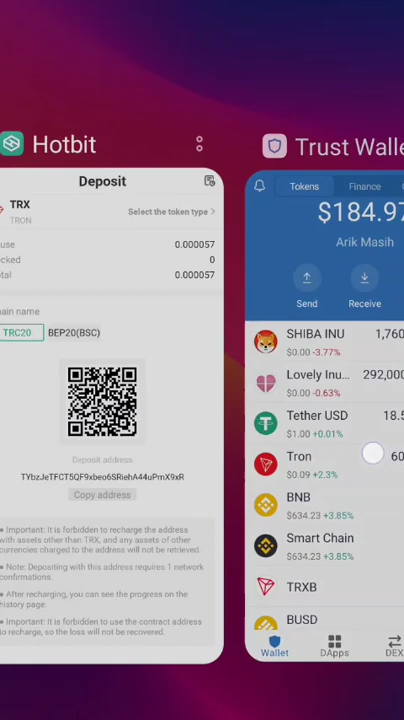 Hotbit
Deposit
TRX
TRON
Select the token type >
use
0.000057
cked
0
tal
0.000057
ain name
TRC20
BEP20(BSC)
Deposit address
TYbzJeTFCT5QF9xbeo6SRiehA44uPmX9xR
Copy address
● Important: It is forbidden to recharge the address
with assets other than TRX, and any assets of other
currencies charged to the address will not be retrieved.
● Note: Depositing with this address requires 1 network
confirmations.
● After recharging, you can see the progress on the
history page.
● Important: It is forbidden to use the contract address
to recharge, so the loss will not be recovered.
Trust Walle
Tokens
Finance
$184.97
Arik Masih
Send
Receive
SHIBA INU
1,760
$0.00 -3.77%
Lovely Inu...
292,000
$0.00 -0.63%
Tether USD
18.5
$1.00 +0.01%
Tron
60
$0.09 +2.3%
BNB
$634.23 +3.85%
Smart Chain
$634.23 +3.85%
TRXB
BUSD
Wallet
DApps
DEX